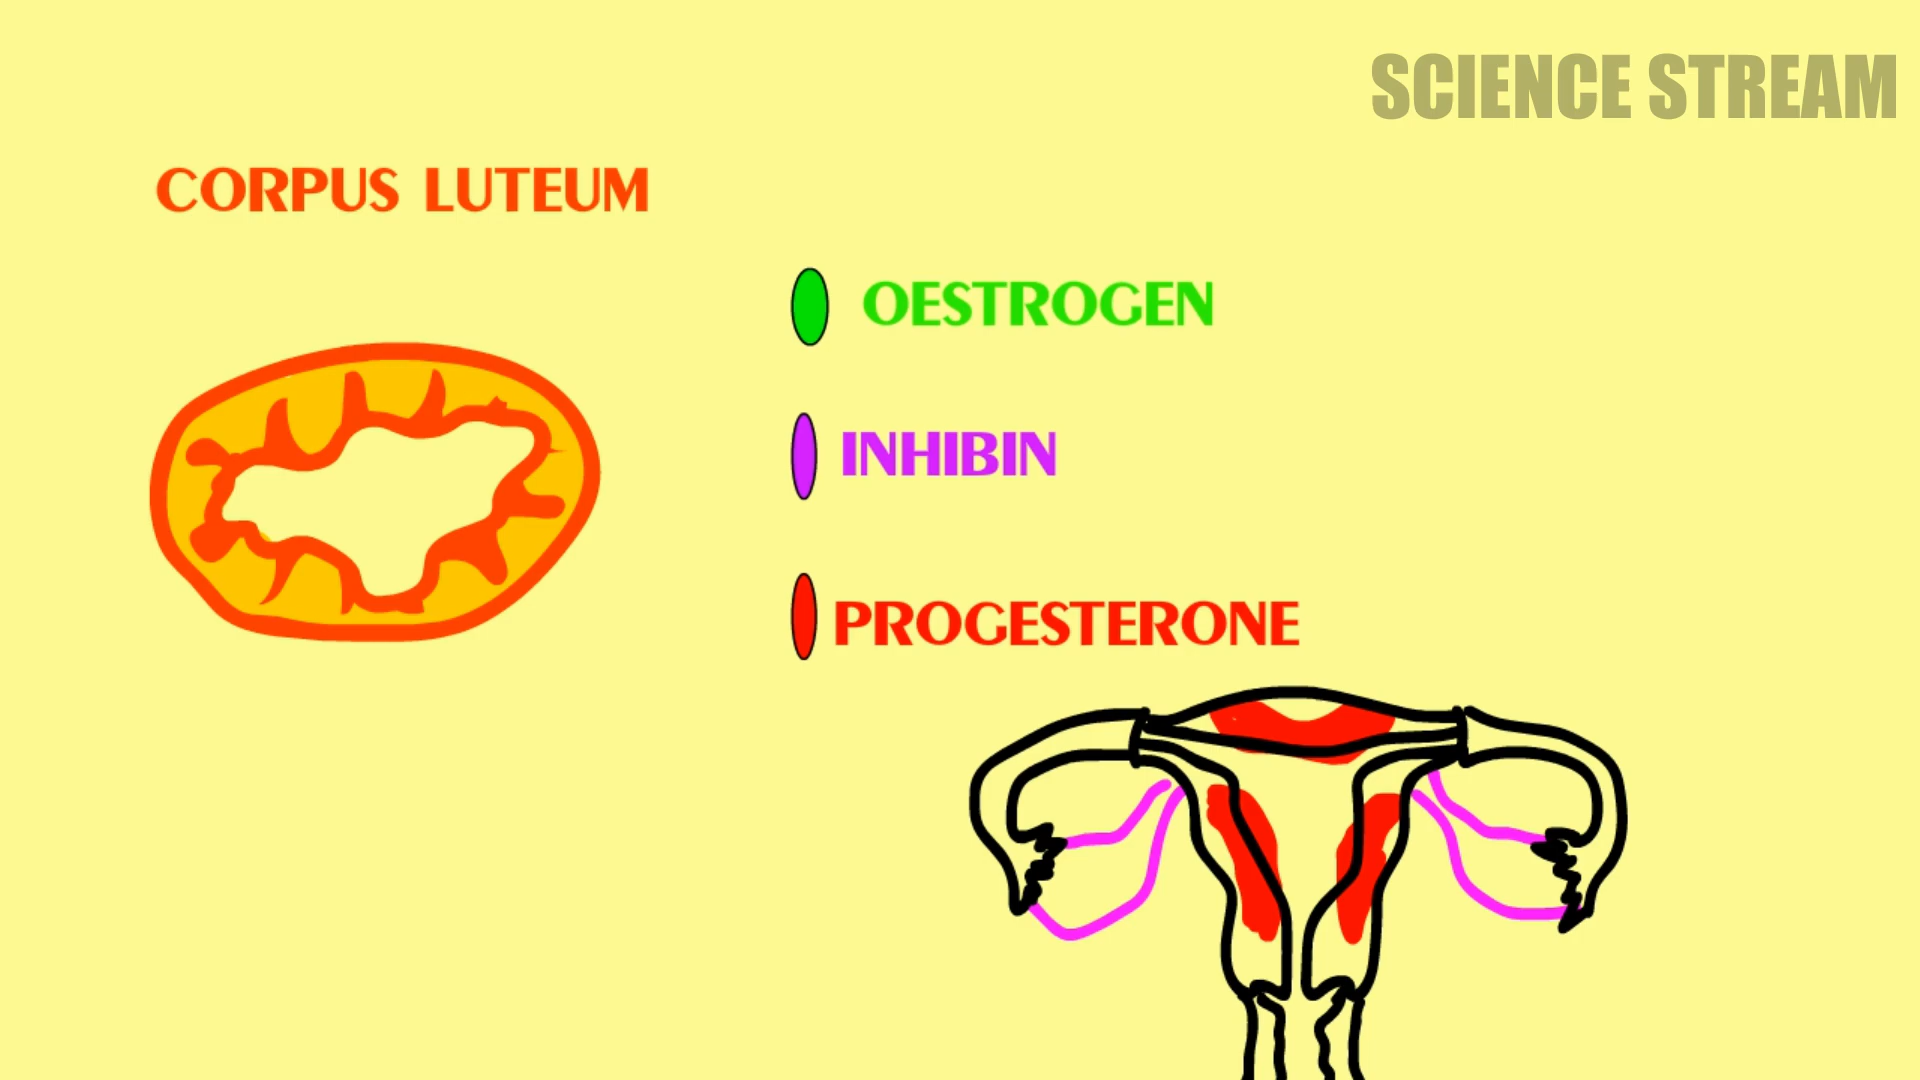 SCIENCE STREAM
CORPUS LUTEUM
OESTROGEN
INHIBIN
PROGESTERONE